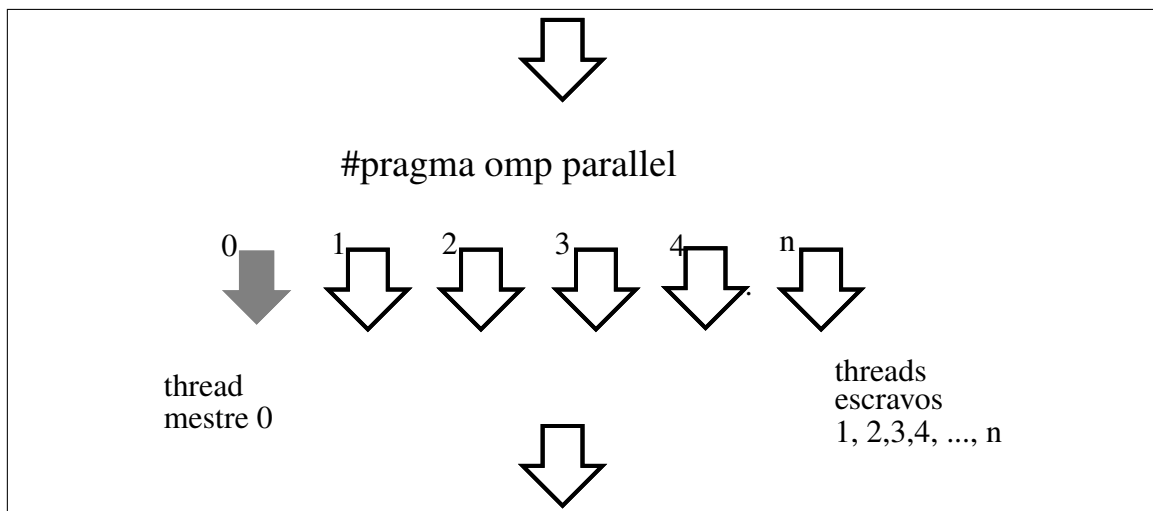 #pragma omp parallel
0 1 2 3 4 . n
thread
mestre 0
threads
escravos
1, 2,3,4, ..., n